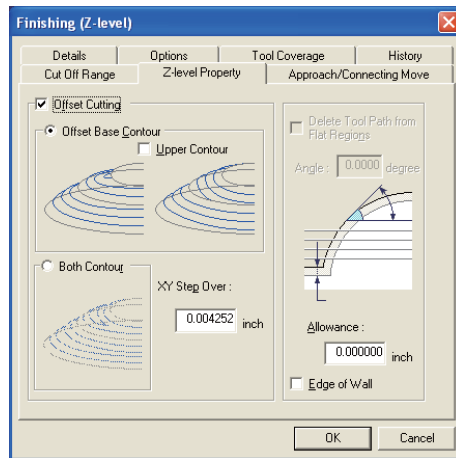 Finishing (Z-level)
Details
Options
Tool Coverage
History
Cut Off Range
Z-level Property
Approach/Connecting Move
Offset Cutting
Offset Base Contour
Upper Contour
Both Contour
XY Step Over :
0.004252 inch
Delete Tool Path from
Flat Regions
Angle : 0.0000 degree
Allowance :
0.000000 inch
Edge of Wall
OK
Cancel